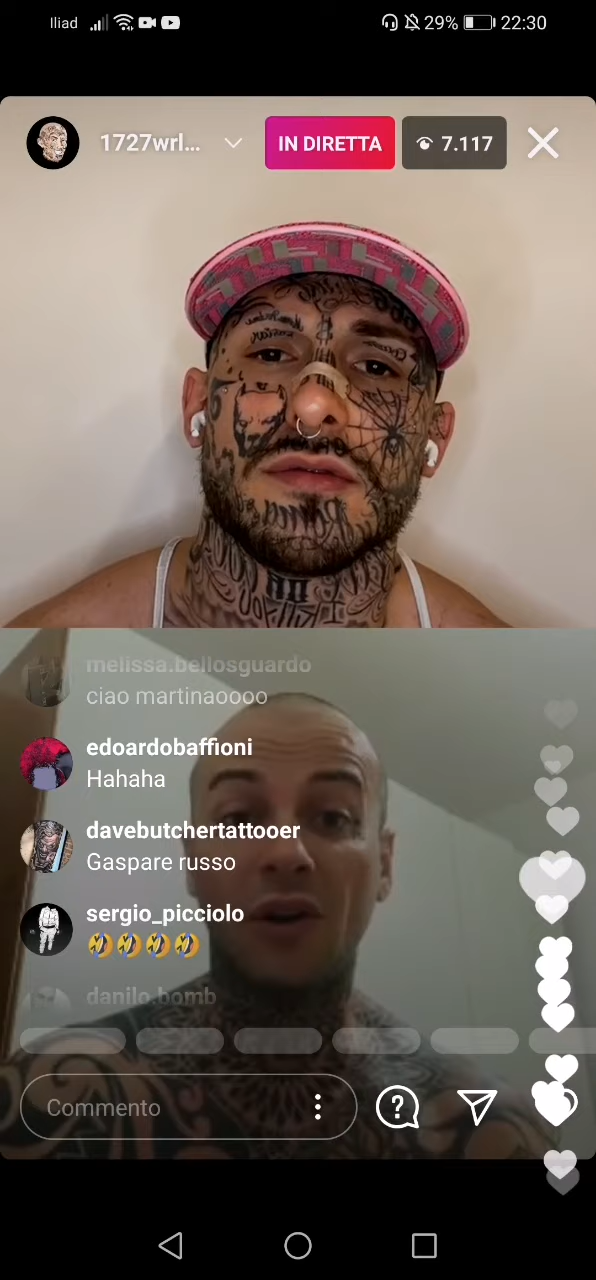 Iliad
29%
22:30
1727wrl...
IN DIRETTA
7.117
melissa.bellosguardo
ciao martinaoooo
edoardobaffioni
Hahaha
davebutchertattooer
Gaspare russo
sergio_picciolo
🤣🤣🤣🤣
danilo.bomb
Commento